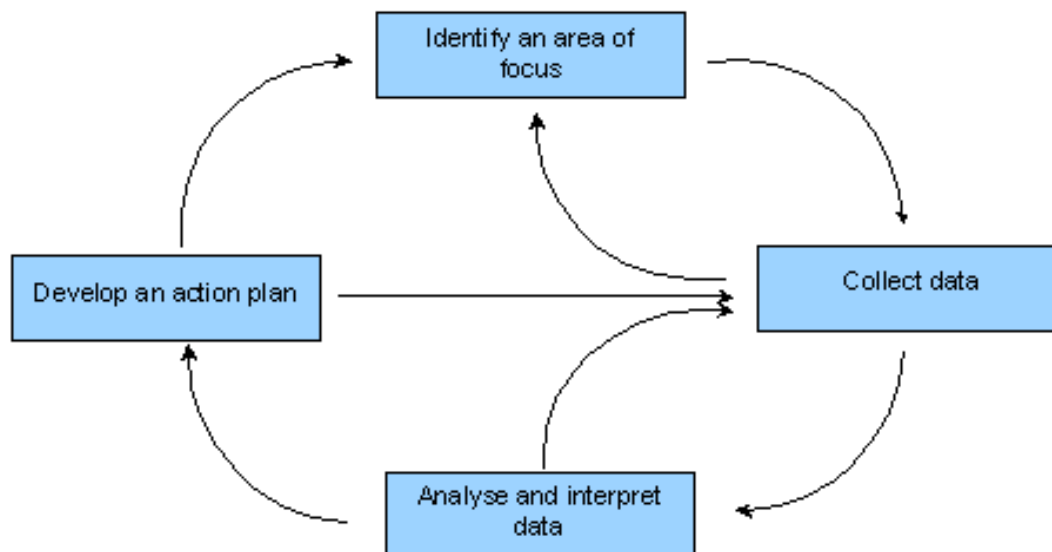 Identify an area of
focus
Develop an action plan
Collect data
Analyse and interpret
data